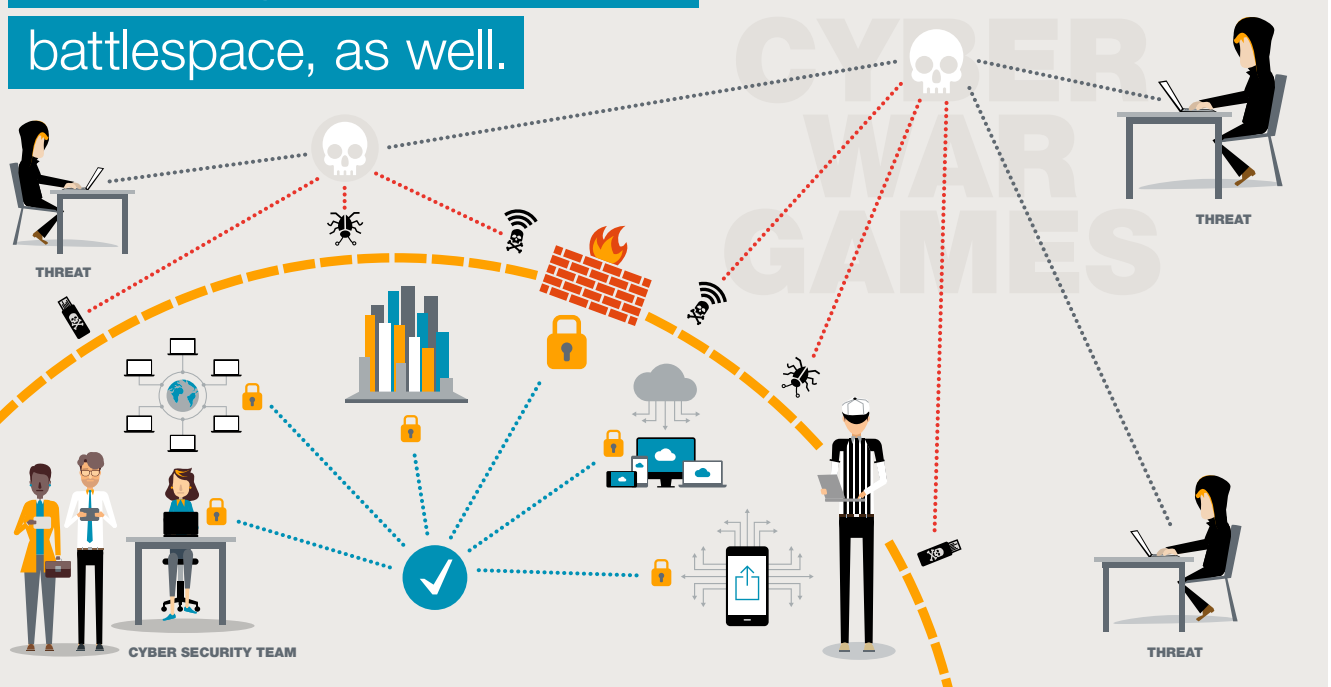 battlespace, as well.
CYBER
WAR
GAMES
THREAT
THREAT
CYBER SECURITY TEAM
THREAT